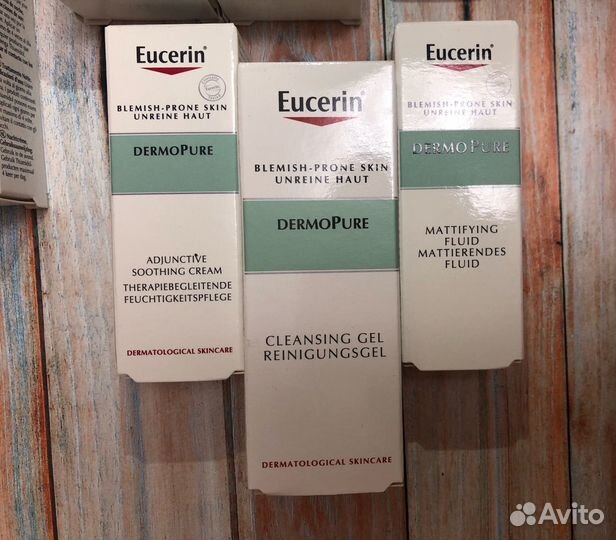 Eucerin®
BLEMISH-PRONE SKIN
UNREINE HAUT
DERMOPURE
ADJUNCTIVE
SOOTHING CREAM
THERAPIEBEGLEITENDE
FEUCHTIGKEITSPFLEGE
DERMATOLOGICAL SKINCARE
Eucerin®
BLEMISH-PRONE SKIN
UNREINE HAUT
DERMOPURE
CLEANSING GEL
REINIGUNGSGEL
DERMATOLOGICAL SKINCARE
Eucerin®
BLEMISH-PRONE SKIN
UNREINE HAUT
DERMOPURE
MATTIFYING
FLUID
MATTIERENDES
FLUID
Avito